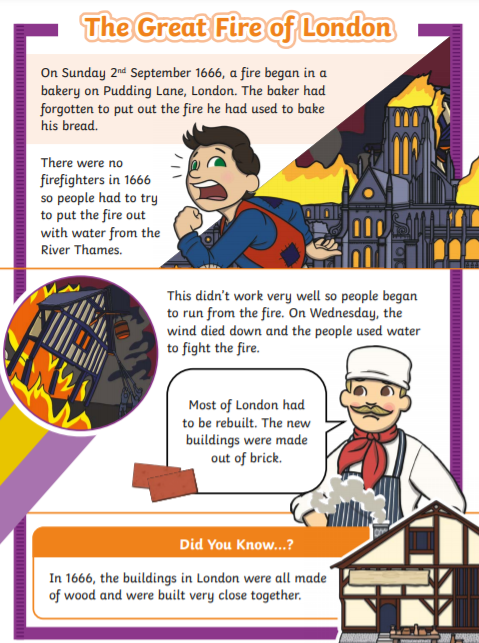 The Great Fire of London
On Sunday 2nd September 1666, a fire began in a
bakery on Pudding Lane, London. The baker had
forgotten to put out the fire he had used to bake
his bread.
There were no
firefighters in 1666
so people had to try
to put the fire out
with water from the
River Thames.
This didn't work very well so people began
to run from the fire. On Wednesday, the
wind died down and the people used water
to fight the fire.
Most of London had
to be rebuilt. The new
buildings were made
out of brick.
Did You Know...?
In 1666, the buildings in London were all made
of wood and were built very close together.